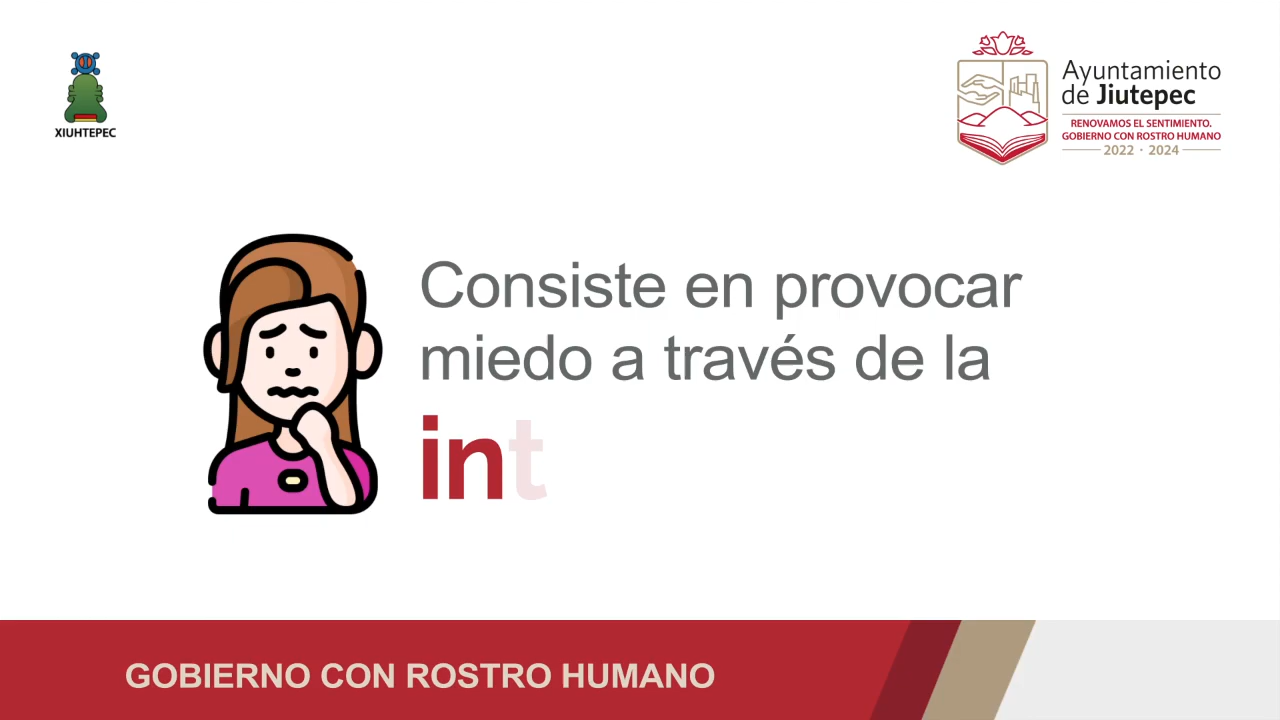 XIUHTEPEC
Ayuntamiento
de Jiutepec
RENOVAMOS EL SENTIMIENTO.
GOBIERNO CON ROSTRO HUMANO
2022 · 2024
Consiste en provocar
miedo a través de la
int
GOBIERNO CON ROSTRO HUMANO